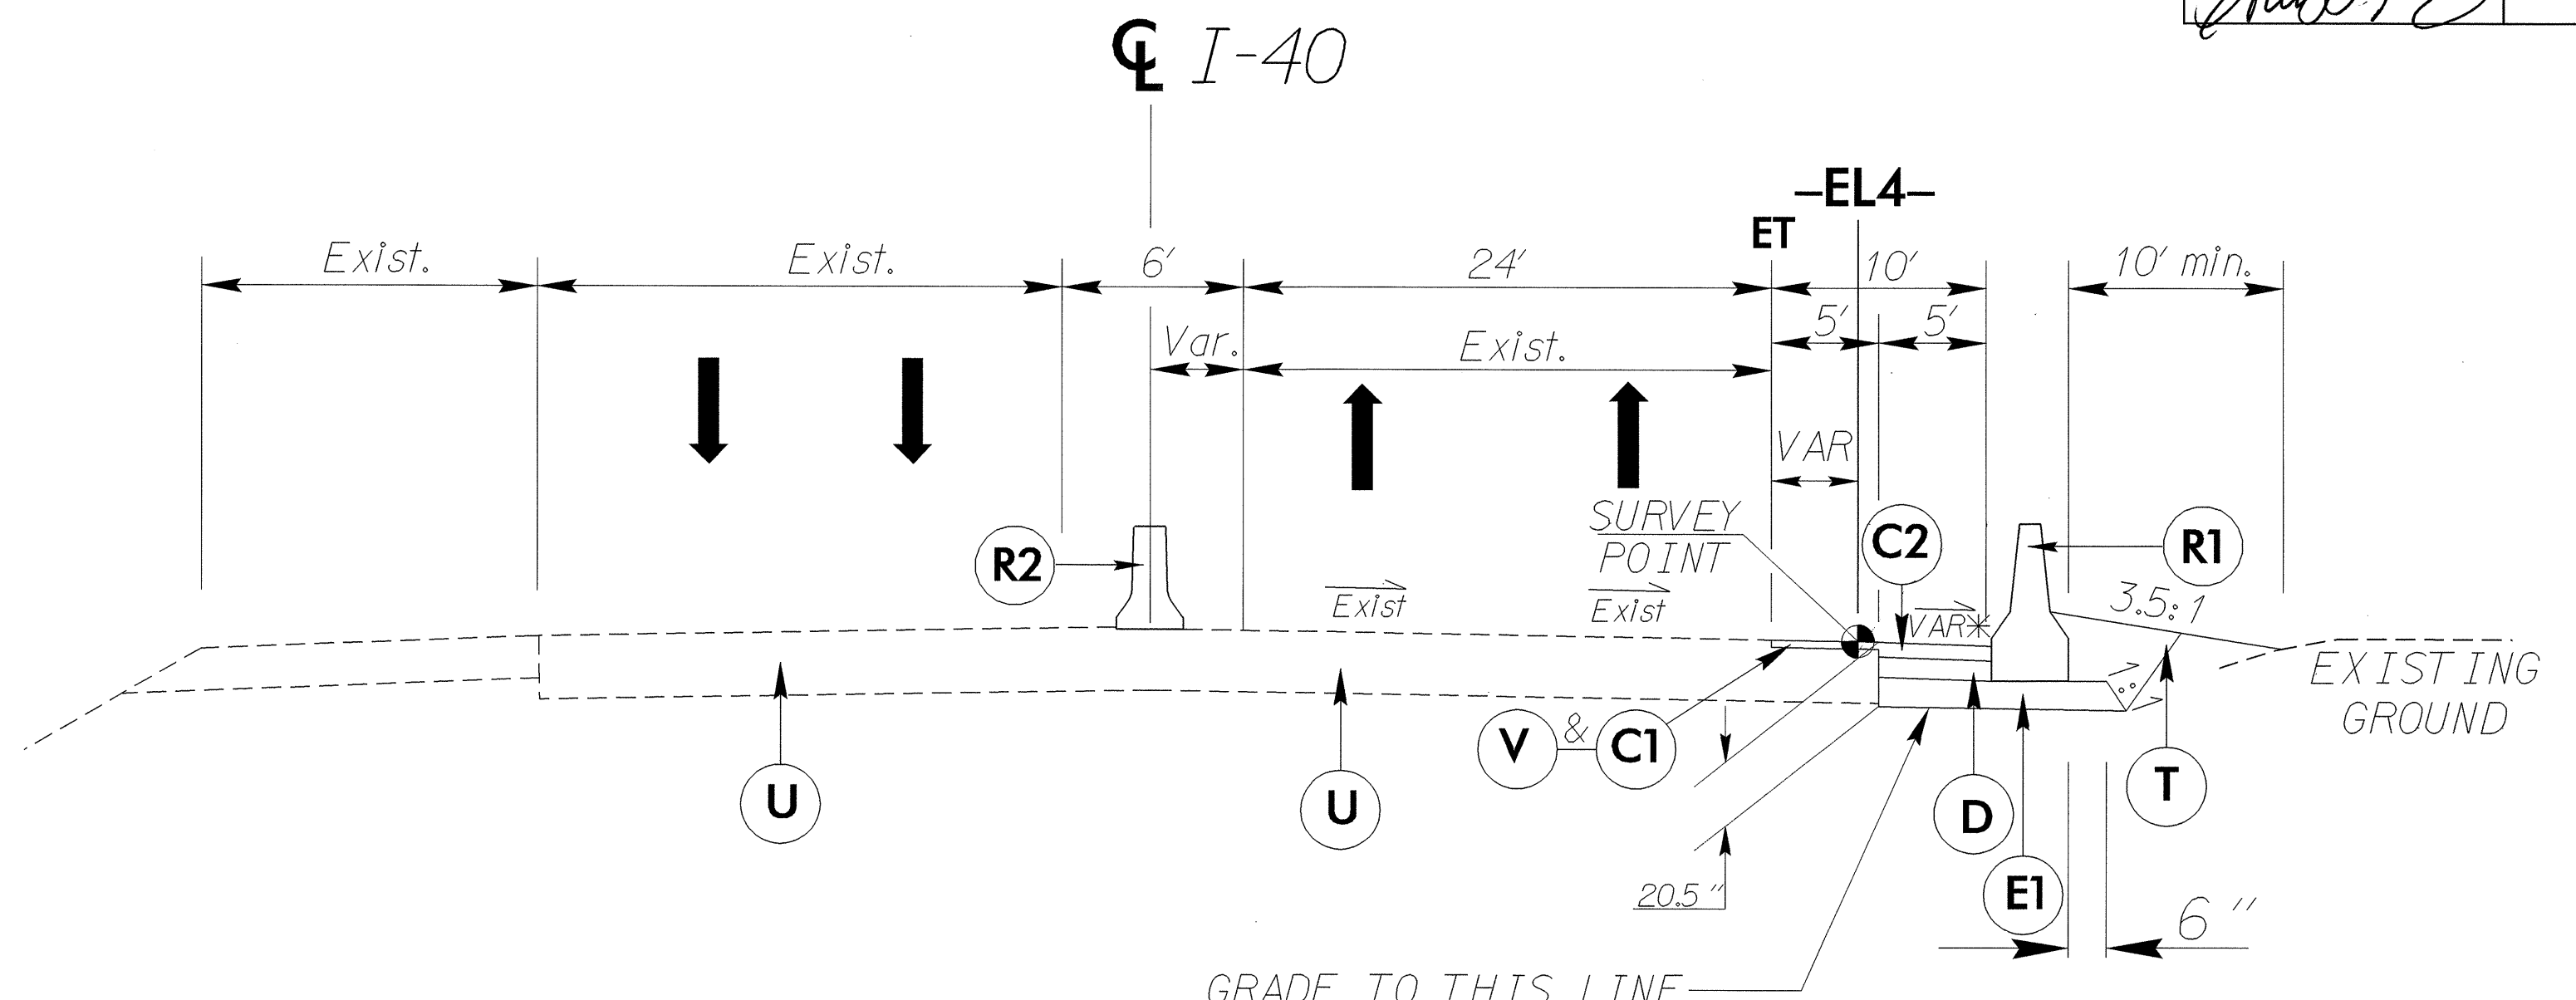 ℄ I-40
-EL4-
ET
Exist.
Exist.
6'
24'
10'
10' min.
5'
5'
Var.
Exist.
VAR
SURVEY
POINT
C2
R2
R1
Exist
Exist
VAR*
3.5:1
EXISTING
GROUND
V & C1
U
U
D
T
E1
20.5"
6"
GRADE TO THIS LINE